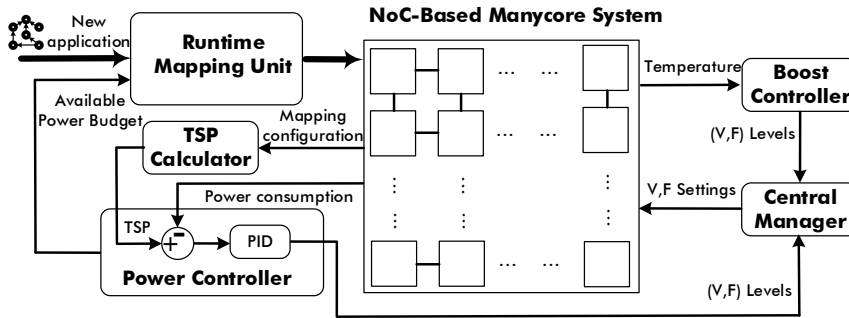 NoC-Based Manycore System
New
application
Runtime
Mapping Unit
Available
Power Budget
TSP
Calculator
Mapping
configuration
Power consumption
TSP
+
-
PID
Power Controller
... ...
... ...
⋮ ⋮ ⋮
⋮ ⋮ ⋮
... ...
Temperature
Boost
Controller
(V,F) Levels
V,F Settings
Central
Manager
(V,F) Levels